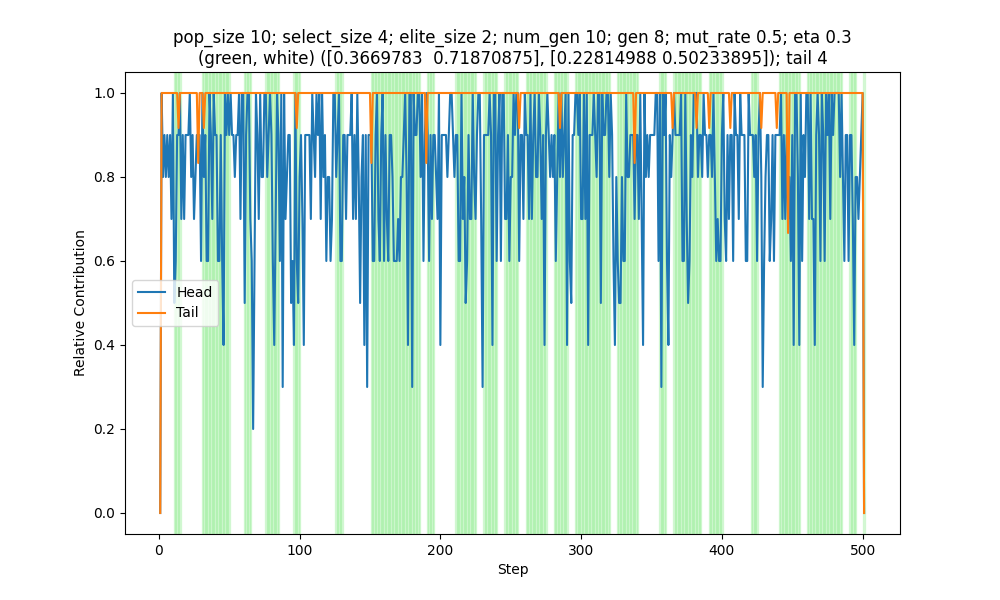 pop_size 10; select_size 4; elite_size 2; num_gen 10; gen 8; mut_rate 0.5; eta 0.3
(green, white) ([0.3669783  0.71870875], [0.22814988 0.50233895]); tail 4
1.0
0.8
0.6
0.4
0.2
0.0
Relative Contribution
Head
Tail
0
100
200
300
400
500
Step